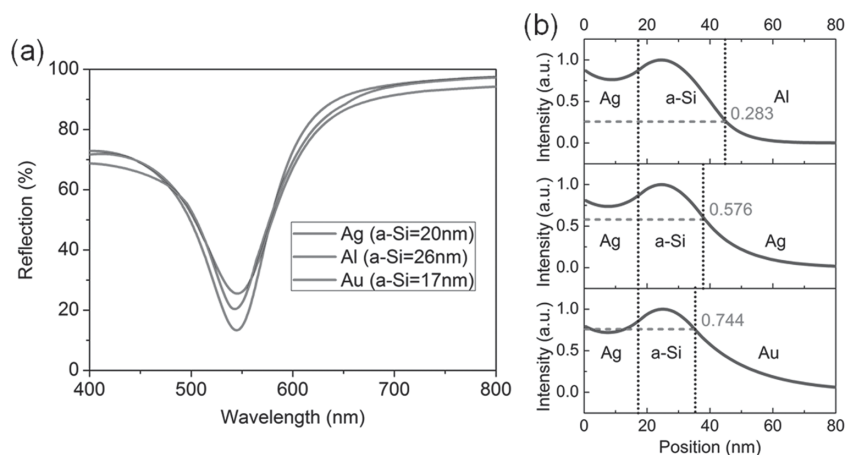 (a)
100
80
60
40
20
0
Reflection (%)
400 500 600 700 800
Wavelength (nm)
Ag (a-Si=20nm)
Al (a-Si=26nm)
Au (a-Si=17nm)
(b)
0 20 40 60 80
1.0
0.5
0.0
Intensity (a.u.)
Ag a-Si Al
0.283
1.0
0.5
0.0
Intensity (a.u.)
0.576
Ag a-Si Ag
1.0
0.5
0.0
Intensity (a.u.)
0.744
Ag a-Si Au
0 20 40 60 80
Position (nm)